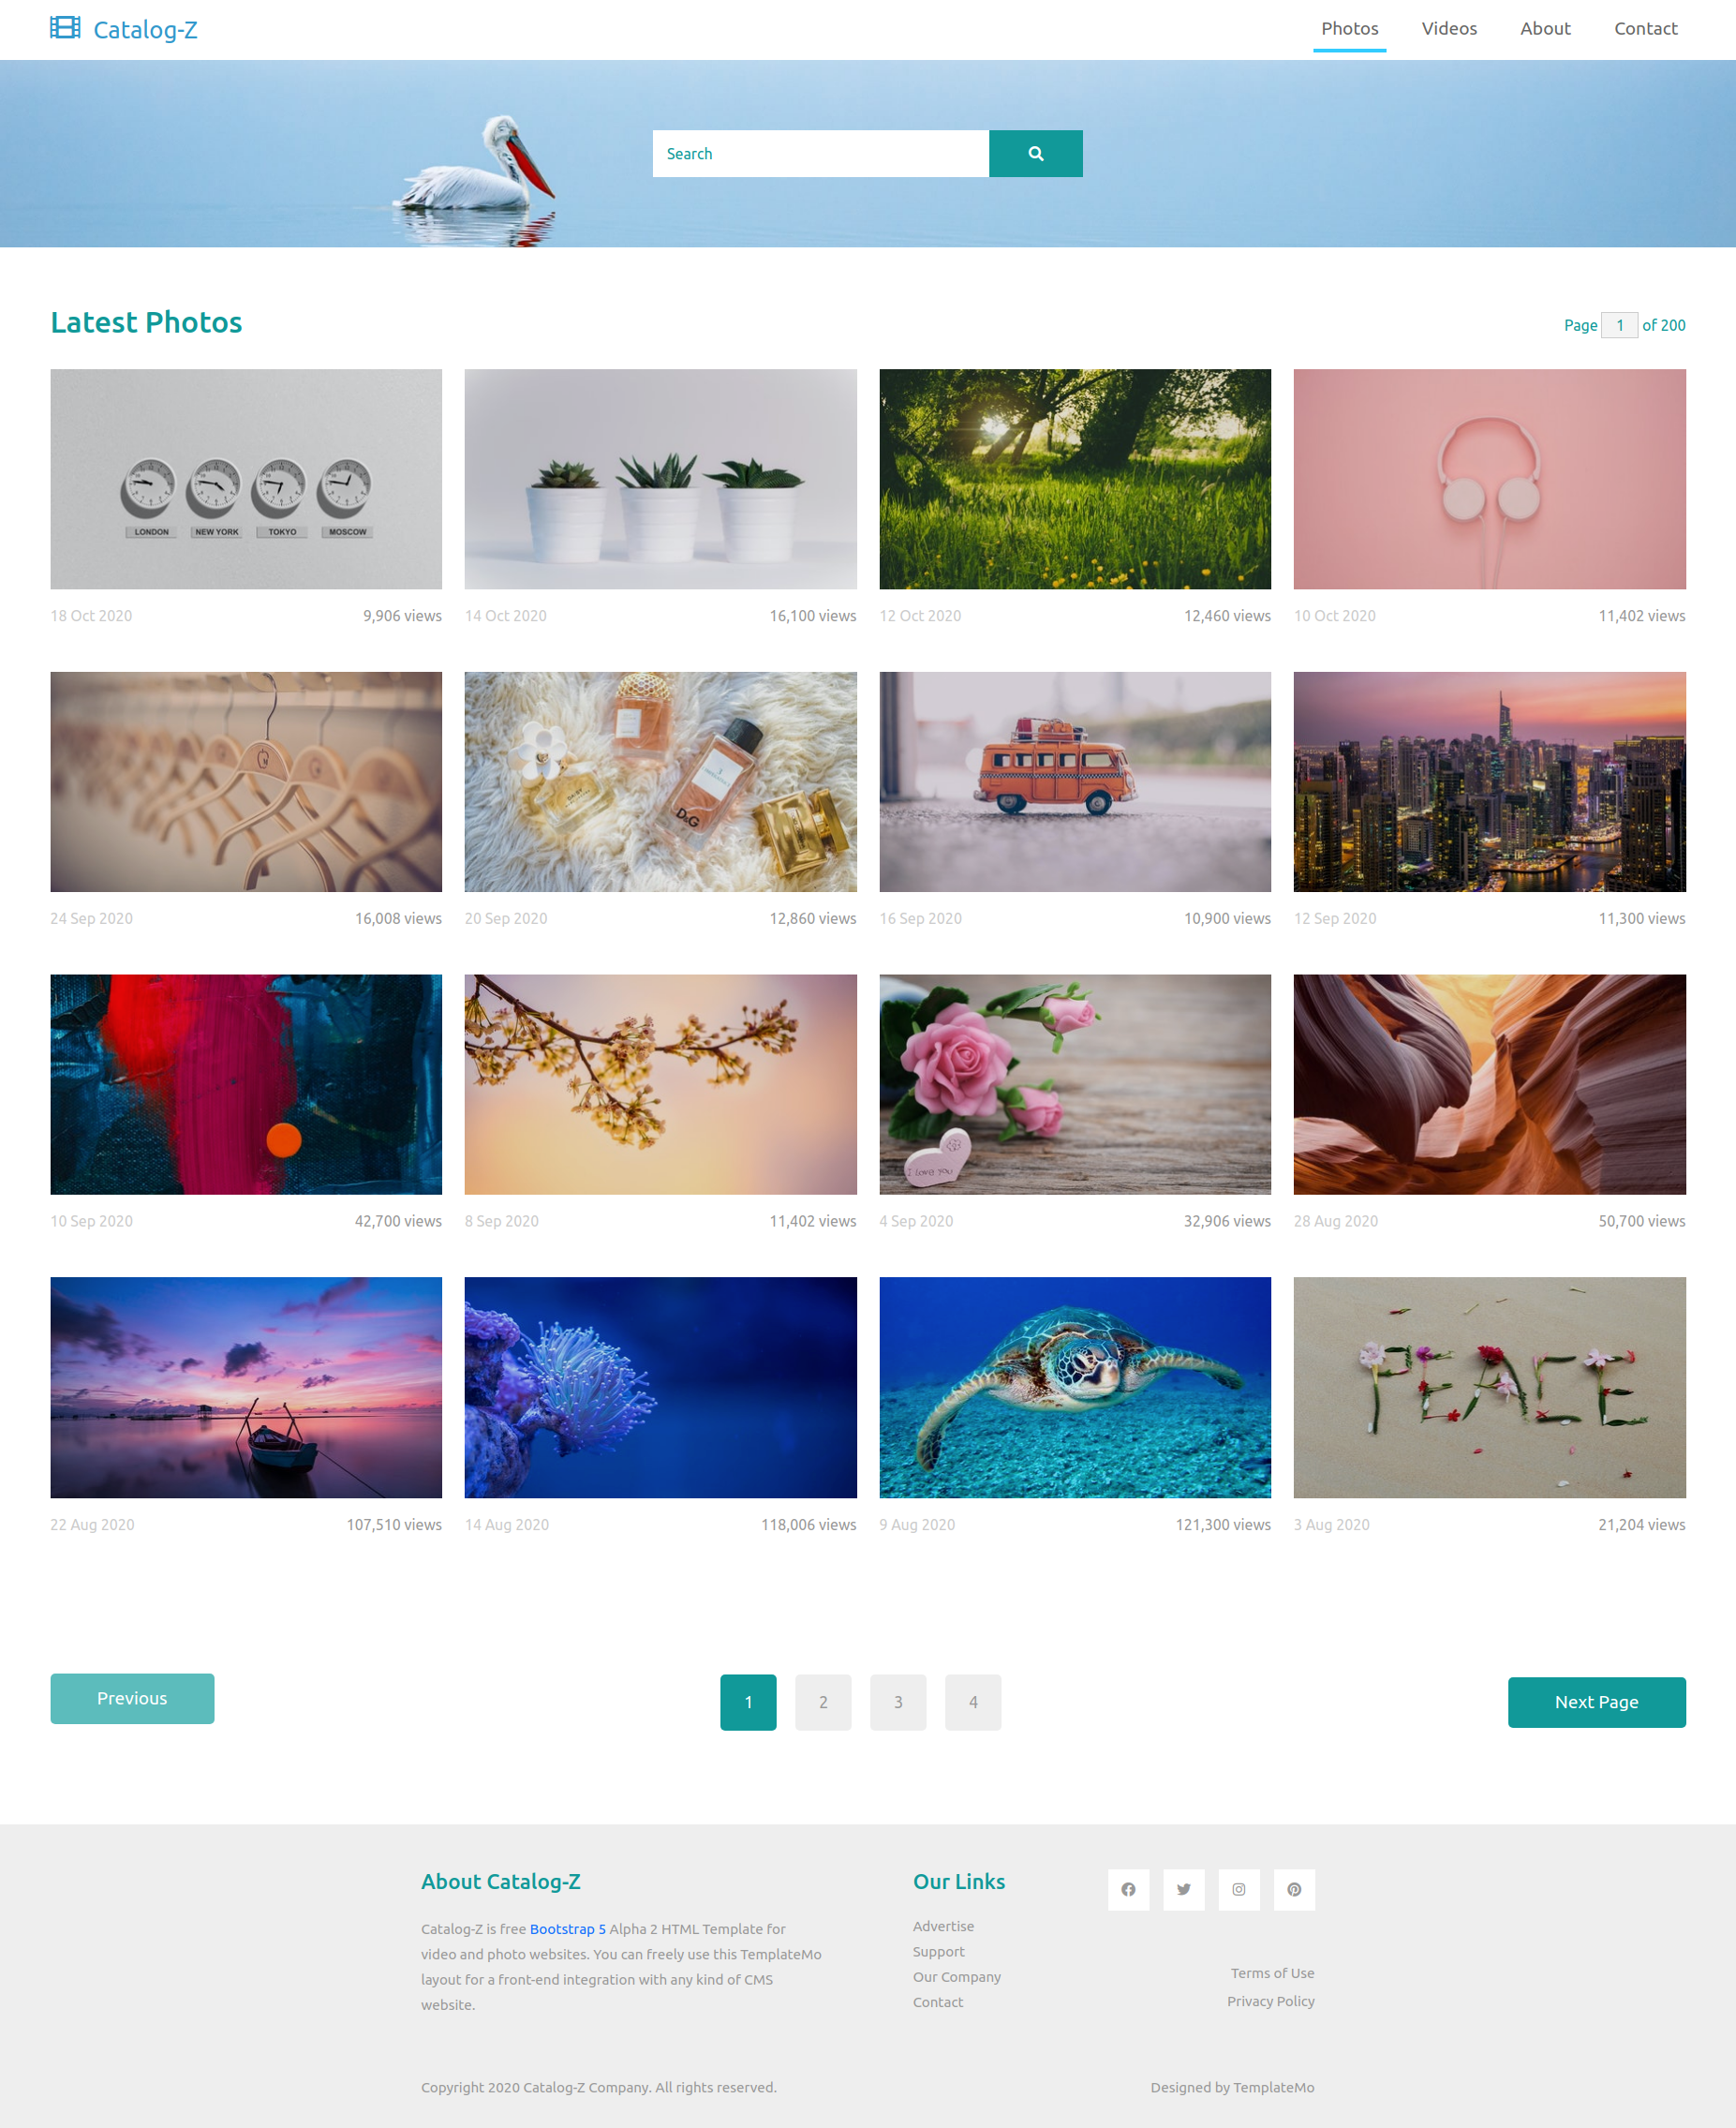 Catalog-Z
Photos Videos About Contact
Search
Latest Photos
Page 1 of 200
LONDON NEW YORK TOKYO MOSCOW
18 Oct 2020 9,906 views
14 Oct 2020 16,100 views
12 Oct 2020 12,460 views
10 Oct 2020 11,402 views
D&G
24 Sep 2020 16,008 views
20 Sep 2020 12,860 views
16 Sep 2020 10,900 views
12 Sep 2020 11,300 views
I love you
10 Sep 2020 42,700 views
8 Sep 2020 11,402 views
4 Sep 2020 32,906 views
28 Aug 2020 50,700 views
PEACE
22 Aug 2020 107,510 views
14 Aug 2020 118,006 views
9 Aug 2020 121,300 views
3 Aug 2020 21,204 views
Previous
1 2 3 4
Next Page
About Catalog-Z
Catalog-Z is free Bootstrap 5 Alpha 2 HTML Template for
video and photo websites. You can freely use this TemplateMo
layout for a front-end integration with any kind of CMS
website.
Our Links
Advertise
Support
Our Company
Contact
Terms of Use
Privacy Policy
Copyright 2020 Catalog-Z Company. All rights reserved.
Designed by TemplateMo